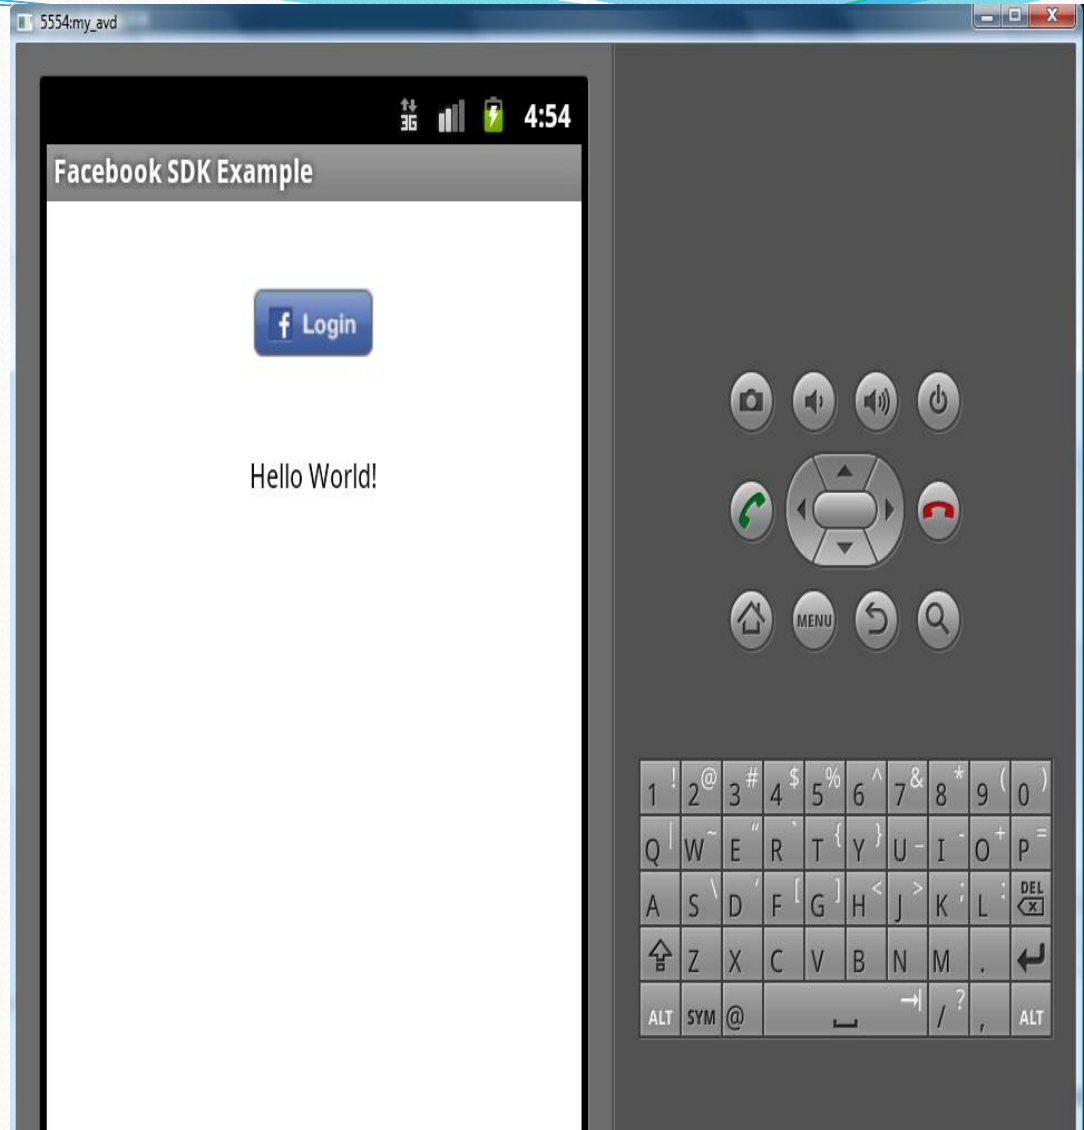 5554:my_avd
3G 4:54
Facebook SDK Example
f Login
Hello World!
MENU
1 ! 2 @ 3 # 4 $ 5 % 6 ^ 7 & 8 * 9 ( 0 )
Q | W ~ E " R ` T { Y } U _ I - O + P =
A S \ D ' F [ G ] H < J > K ; L : DEL
Z X C V B N M .
ALT SYM @ / ? , ALT